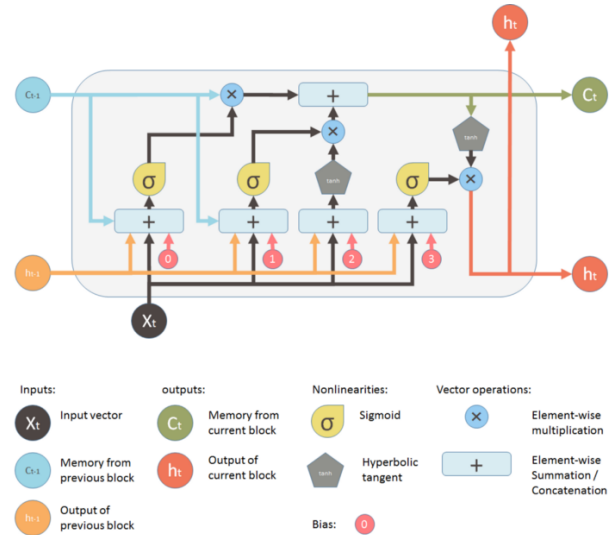 ht
Ct-1
×
+
Ct
tanh
×
σ
σ
tanh
σ
×
+
+
+
+
0
1
2
3
ht-1
ht
Xt
Inputs:
outputs:
Nonlinearities:
Vector operations:
Xt
Input vector
Ct
Memory from
current block
σ
Sigmoid
×
Element-wise
multiplication
Ct-1
Memory from
previous block
ht
Output of
current block
tanh
Hyperbolic
tangent
+
Element-wise
Summation /
Concatenation
ht-1
Output of
previous block
Bias:
0